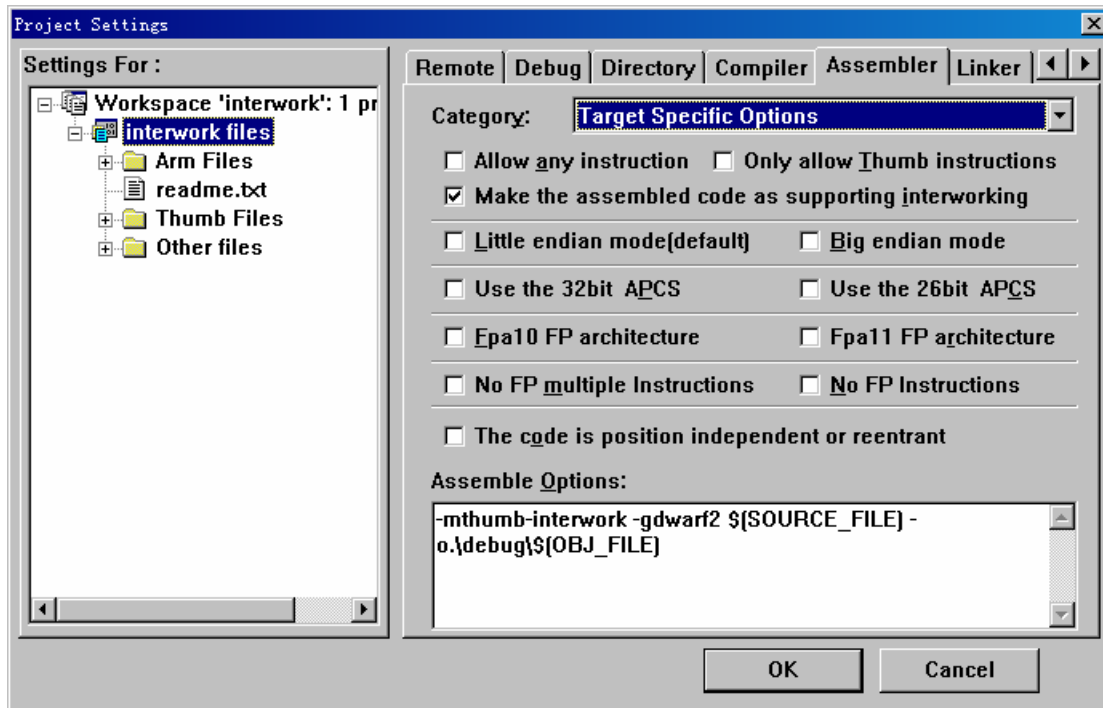 Project Settings
Settings For :
Workspace 'interwork': 1 pr
interwork files
Arm Files
readme.txt
Thumb Files
Other files
Remote Debug Directory Compiler Assembler Linker
Category: Target Specific Options
Allow any instruction Only allow Thumb instructions
Make the assembled code as supporting interworking
Little endian mode(default) Big endian mode
Use the 32bit APCS Use the 26bit APCS
Fpa10 FP architecture Fpa11 FP architecture
No FP multiple Instructions No FP Instructions
The code is position independent or reentrant
Assemble Options:
-mthumb-interwork -gdwarf2 $(SOURCE_FILE) -
o.\debug\$(OBJ_FILE)
OK Cancel